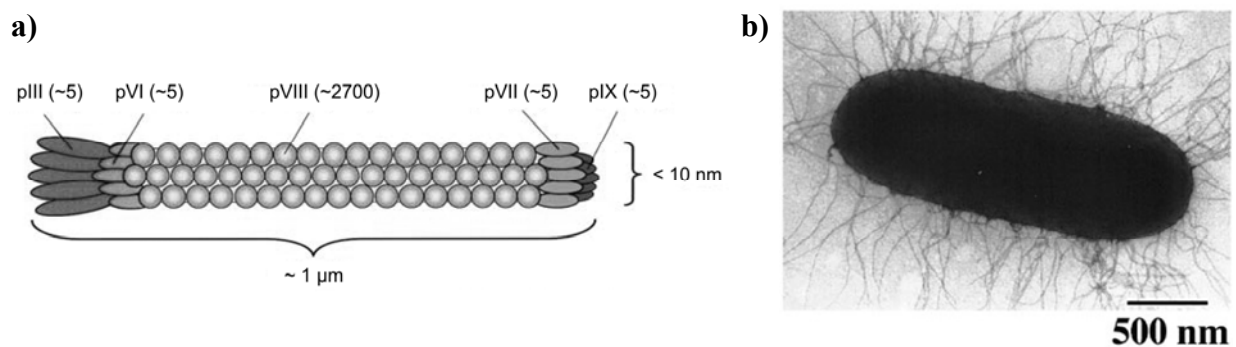 a)
pIII (~5) pVI (~5) pVIII (~2700) pVII (~5) pIX (~5)
< 10 nm
~ 1 µm
b)
500 nm